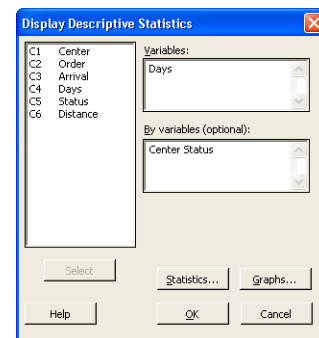 Display Descriptive Statistics
C1 Center
C2 Order
C3 Arrival
C4 Days
C5 Status
C6 Distance
Variables:
Days
By variables (optional):
Center Status
Select
Statistics...
Graphs...
Help
OK
Cancel